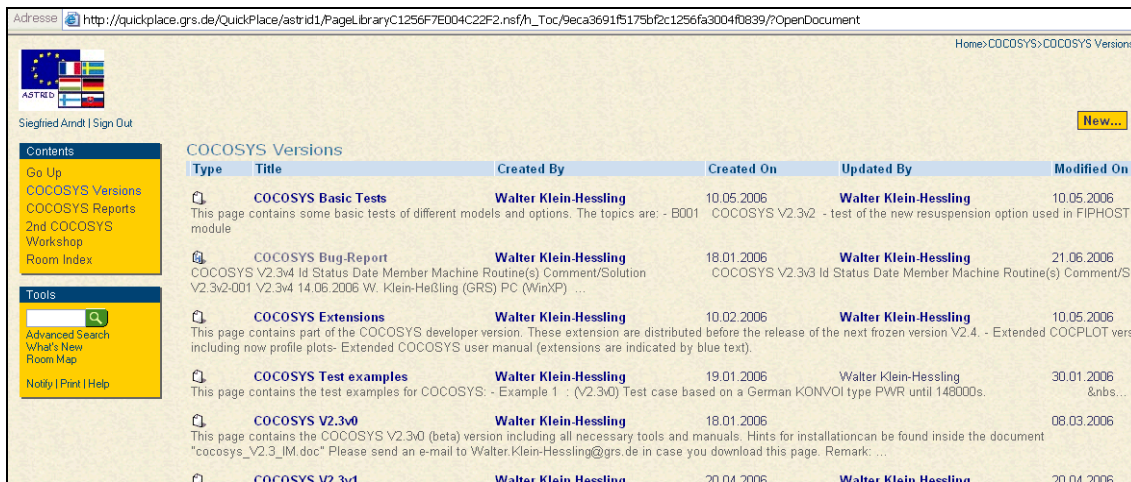 Adresse http://quickplace.grs.de/QuickPlace/astrid1/PageLibraryC1256F7E004C22F2.nsf/h_Toc/9eca3691f5175bf2c1256fa3004f0839/?OpenDocument
Home>COCOSYS>COCOSYS Versions
ASTRID
Siegfried Arndt | Sign Out
New...
Contents
Go Up
COCOSYS Versions
COCOSYS Reports
2nd COCOSYS
Workshop
Room Index
Tools
Advanced Search
What's New
Room Map
Notify | Print | Help
COCOSYS Versions
Type Title Created By Created On Updated By Modified On
COCOSYS Basic Tests Walter Klein-Hessling 10.05.2006 Walter Klein-Hessling 10.05.2006
This page contains some basic tests of different models and options. The topics are: - B001 COCOSYS V2.3v2 - test of the new resuspension option used in FIPHOST
module
COCOSYS Bug-Report Walter Klein-Hessling 18.01.2006 Walter Klein-Hessling 21.06.2006
COCOSYS V2.3v4 Id Status Date Member Machine Routine(s) Comment/Solution COCOSYS V2.3v3 Id Status Date Member Machine Routine(s) Comment/S
V2.3v2-001 V2.3v4 14.06.2006 W. Klein-Heßling (GRS) PC (WinXP) ...
COCOSYS Extensions Walter Klein-Hessling 10.02.2006 Walter Klein-Hessling 10.05.2006
This page contains part of the COCOSYS developer version. These extension are distributed before the release of the next frozen version V2.4. - Extended COCPLOT vers
including now profile plots- Extended COCOSYS user manual (extensions are indicated by blue text).
COCOSYS Test examples Walter Klein-Hessling 19.01.2006 Walter Klein-Hessling 30.01.2006
This page contains the test examples for COCOSYS: - Example 1 : (V2.3v0) Test case based on a German KONVOI type PWR until 148000s. &nbs...
COCOSYS V2.3v0 Walter Klein-Hessling 18.01.2006 08.03.2006
This page contains the COCOSYS V2.3v0 (beta) version including all necessary tools and manuals. Hints for installationcan be found inside the document
"cocosys_V2.3_IM.doc" Please send an e-mail to Walter.Klein-Hessling@grs.de in case you download this page. Remark: ...
COCOSYS V2.3v1 Walter Klein-Hessling 20.04.2006 Walter Klein-Hessling 20.04.2006